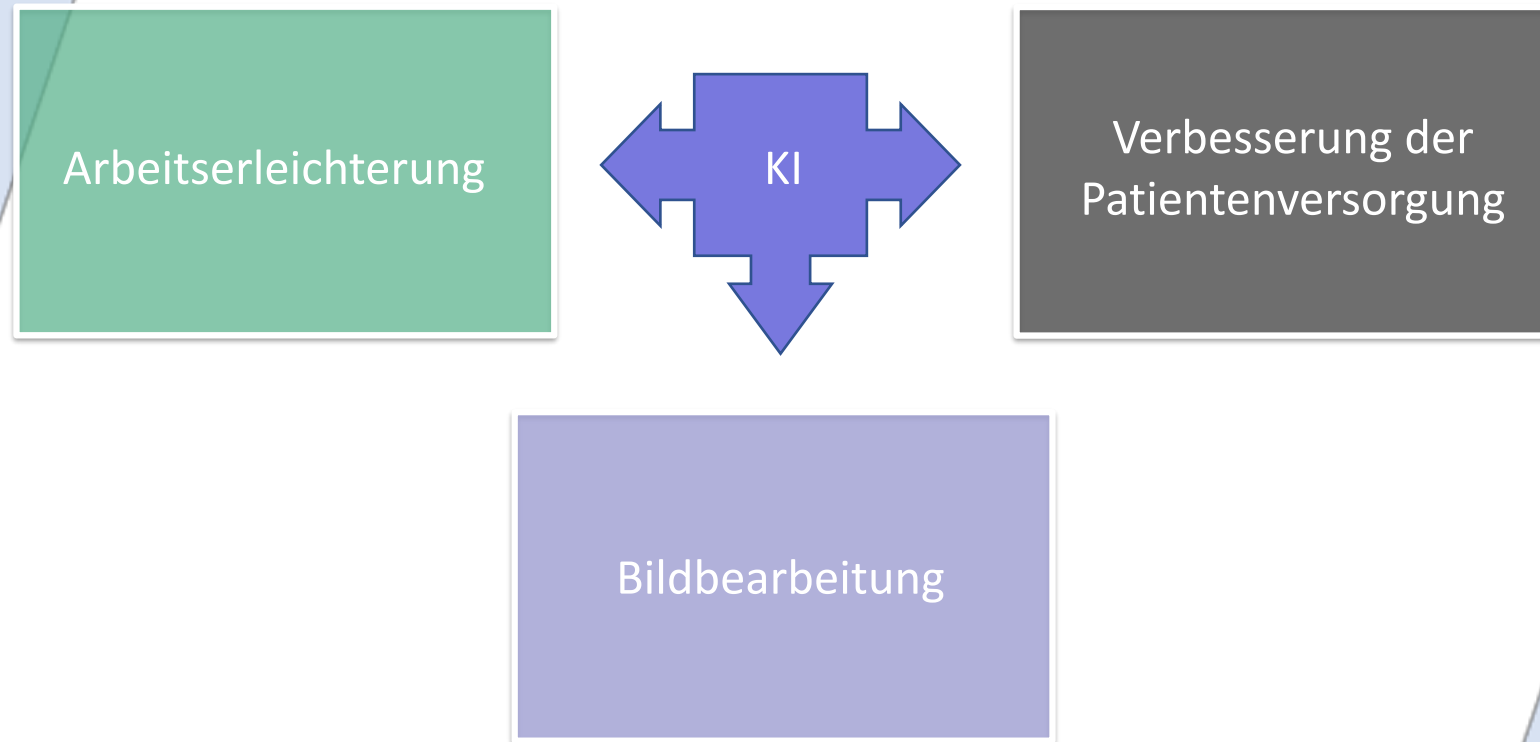 Arbeitserleichterung
KI
Verbesserung der
Patientenversorgung
Bildbearbeitung